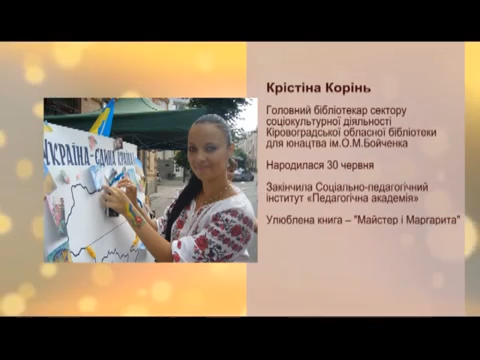 Крістіна Корінь
Головний бібліотекар сектору
соціокультурної діяльності
Кіровоградської обласної бібліотеки
для юнацтва ім.О.М.Бойченка
Народилася 30 червня
Закінчила Соціально-педагогічний
інститут «Педагогічна академія»
Улюблена книга – "Майстер і Маргарита"
УКРАЇНА-ЄДИНА КРАЇНА